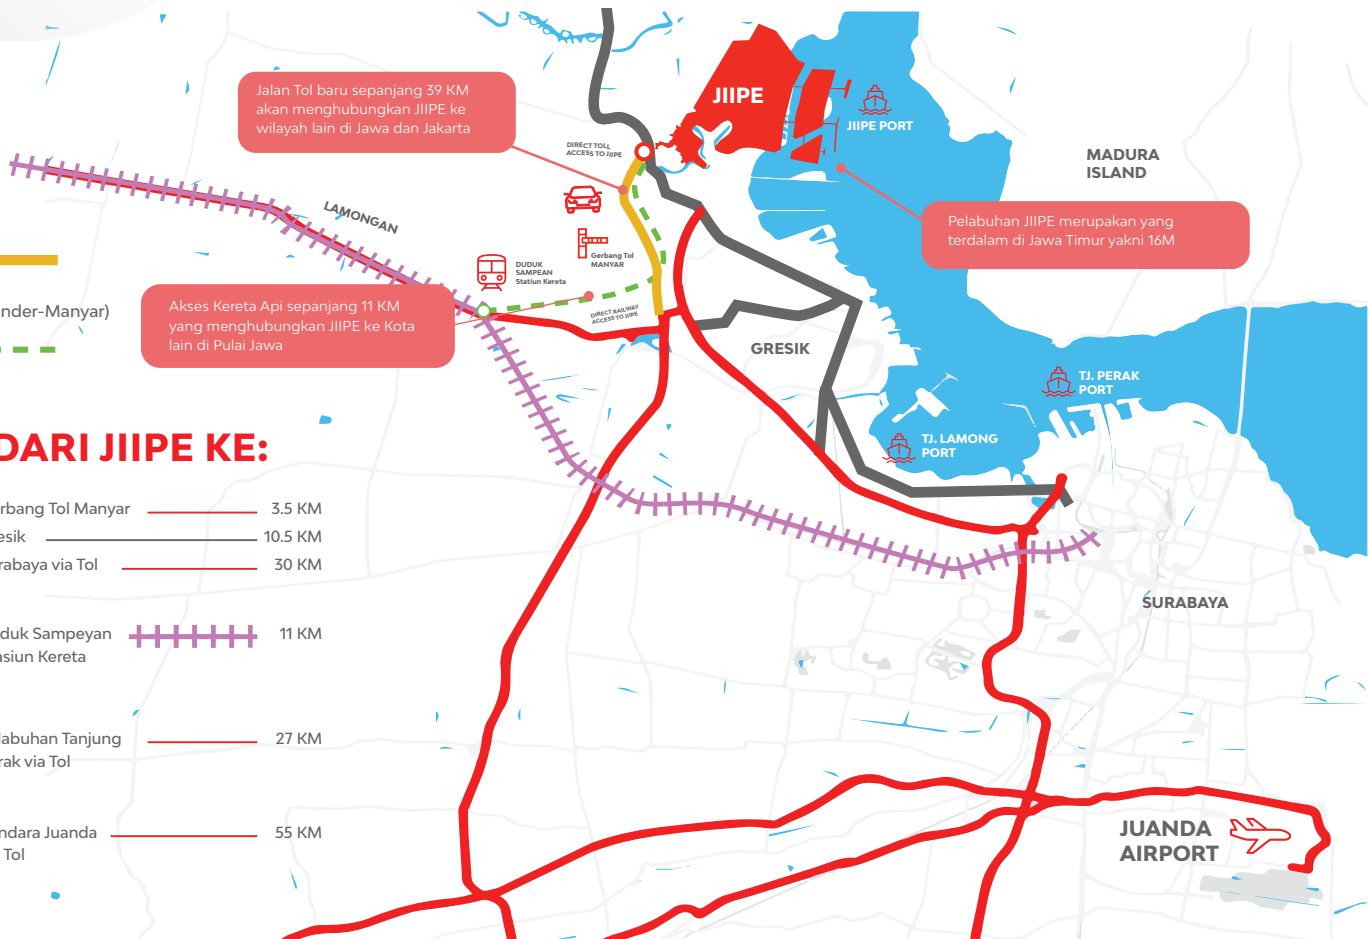 Jalan Tol baru sepanjang 39 KM
akan menghubungkan JIIPE ke
wilayah lain di Jawa dan Jakarta
JIIPE
JIIPE PORT
DIRECT TOLL
ACCESS TO JIIPE
MADURA
ISLAND
LAMONGAN
Pelabuhan JIIPE merupakan yang
terdalam di Jawa Timur yakni 16M
Gerbang Tol
MANYAR
DUDUK
SAMPEAN
Statiun Kereta
Akses Kereta Api sepanjang 11 KM
yang menghubungkan JIIPE ke Kota
lain di Pulai Jawa
DIRECT RAILWAY
ACCESS TO JIIPE
nder-Manyar)
GRESIK
TJ. PERAK
PORT
TJ. LAMONG
PORT
DARI JIIPE KE:
rbang Tol Manyar 3.5 KM
esik 10.5 KM
rabaya via Tol 30 KM
duk Sampeyan 11 KM
asiun Kereta
labuhan Tanjung 27 KM
rak via Tol
ndara Juanda 55 KM
Tol
SURABAYA
JUANDA
AIRPORT